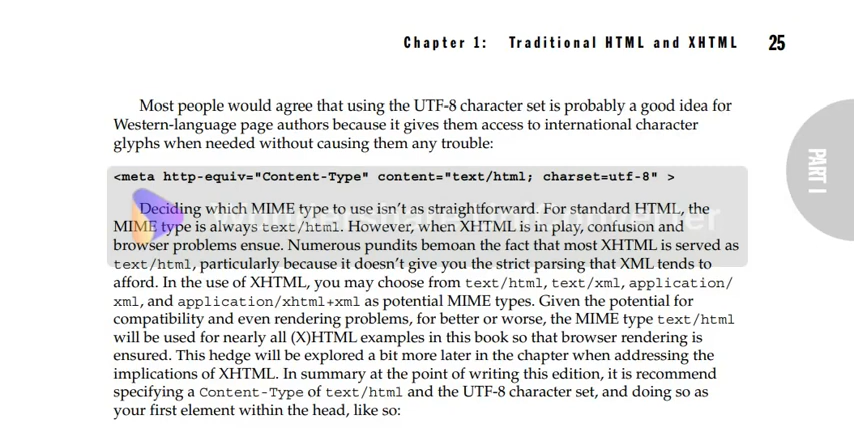 Chapter 1: Traditional HTML and XHTML 25
Most people would agree that using the UTF-8 character set is probably a good idea for
Western-language page authors because it gives them access to international character
glyphs when needed without causing them any trouble:
<meta http-equiv="Content-Type" content="text/html; charset=utf-8" >
Deciding which MIME type to use isn't as straightforward. For standard HTML, the
MIME type is always text/html. However, when XHTML is in play, confusion and
browser problems ensue. Numerous pundits bemoan the fact that most XHTML is served as
text/html, particularly because it doesn't give you the strict parsing that XML tends to
afford. In the use of XHTML, you may choose from text/html, text/xml, application/
xml, and application/xhtml+xml as potential MIME types. Given the potential for
compatibility and even rendering problems, for better or worse, the MIME type text/html
will be used for nearly all (X)HTML examples in this book so that browser rendering is
ensured. This hedge will be explored a bit more later in the chapter when addressing the
implications of XHTML. In summary at the point of writing this edition, it is recommend
specifying a Content-Type of text/html and the UTF-8 character set, and doing so as
your first element within the head, like so:
PART I